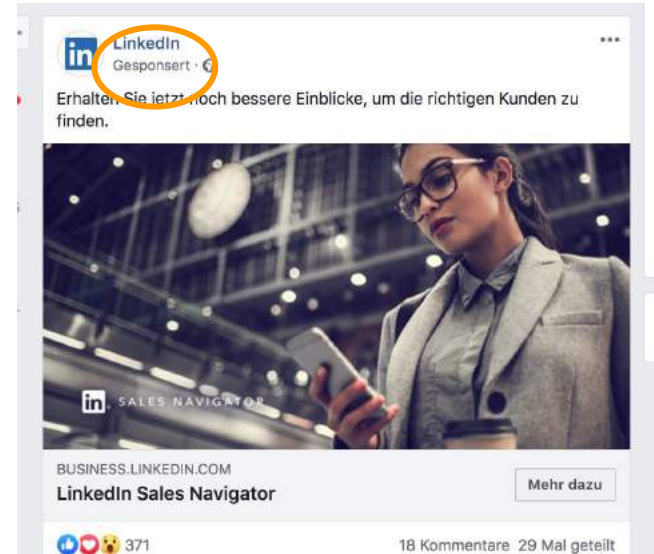 LinkedIn
Gesponsert ·
Erhalten Sie jetzt noch bessere Einblicke, um die richtigen Kunden zu
finden.
in SALES NAVIGATOR
BUSINESS.LINKEDIN.COM
LinkedIn Sales Navigator
Mehr dazu
371
18 Kommentare 29 Mal geteilt